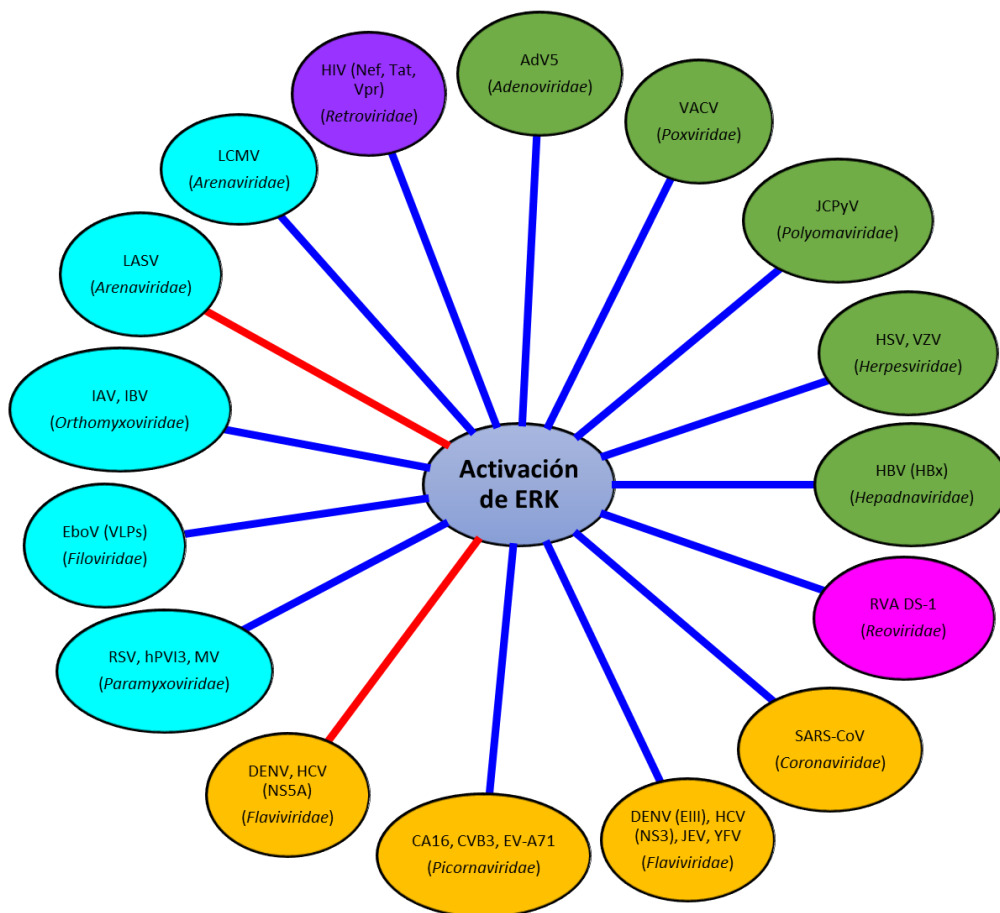 AdV5
(Adenoviridae)
HIV (Nef, Tat,
Vpr)
(Retroviridae)
VACV
(Poxviridae)
LCMV
(Arenaviridae)
JCPyV
(Polyomaviridae)
LASV
(Arenaviridae)
HSV, VZV
(Herpesviridae)
IAV, IBV
(Orthomyxoviridae)
Activación
de ERK
HBV (HBx)
(Hepadnaviridae)
EboV (VLPs)
(Filoviridae)
RVA DS-1
(Reoviridae)
RSV, hPVI3, MV
(Paramyxoviridae)
SARS-CoV
(Coronaviridae)
DENV, HCV
(NS5A)
(Flaviviridae)
DENV (EIII), HCV
(NS3), JEV, YFV
(Flaviviridae)
CA16, CVB3, EV-A71
(Picornaviridae)